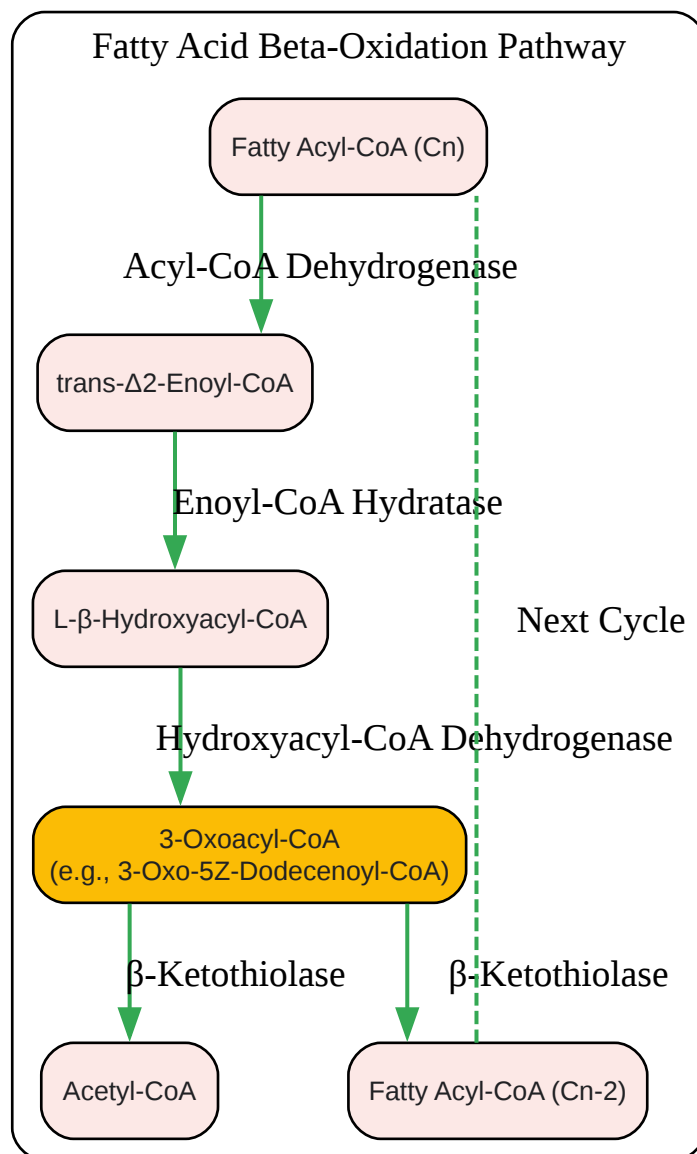 Fatty Acid Beta-Oxidation Pathway
Fatty Acyl-CoA (Cn)
Acyl-CoA Dehydrogenase
trans-Δ2-Enoyl-CoA
Enoyl-CoA Hydratase
L-β-Hydroxyacyl-CoA
Next Cycle
Hydroxyacyl-CoA Dehydrogenase
3-Oxoacyl-CoA
(e.g., 3-Oxo-5Z-Dodecenoyl-CoA)
β-Ketothiolase
β-Ketothiolase
Acetyl-CoA
Fatty Acyl-CoA (Cn-2)